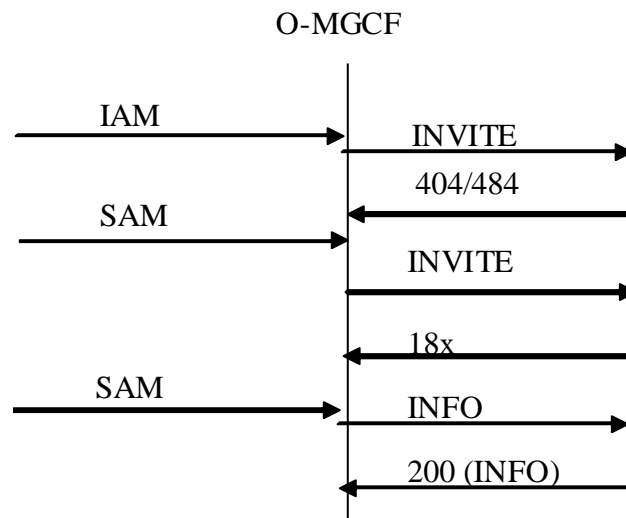 O-MGCF
IAM
INVITE
404/484
SAM
INVITE
18x
SAM
INFO
200 (INFO)